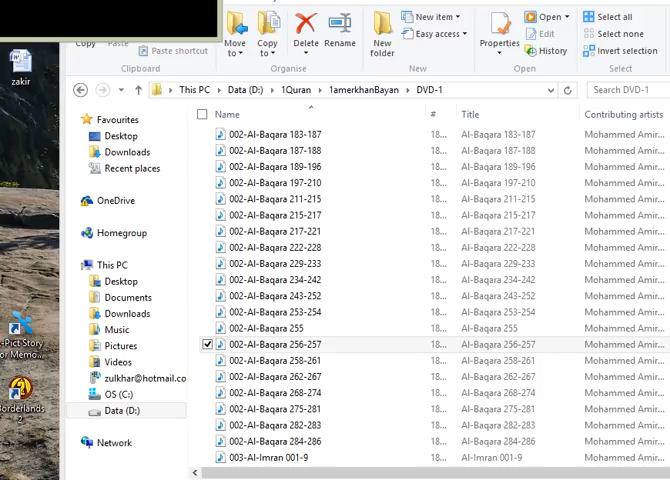 New item
Easy access
Open
Edit
History
Select all
Select none
Invert selection
Copy
Paste
Paste shortcut
Move to
Copy to
Delete
Rename
New folder
Properties
Clipboard
Organise
New
Open
Select
This PC
Data (D:)
1Quran
1amerkhanBayan
DVD-1
Search DVD-1
zakir
-Pict Story
or Memo...
Borderlands
2
Favourites
Desktop
Downloads
Recent places
OneDrive
Homegroup
This PC
Desktop
Documents
Downloads
Music
Pictures
Videos
zulkhar@hotmail.co
OS (C:)
Data (D:)
Network
Name # Title Contributing artists
002-Al-Baqara 183-187 18... Al-Baqara 183-187 Mohammed Amir...
002-Al-Baqara 187-188 18... Al-Baqara 187-188 Mohammed Amir...
002-Al-Baqara 189-196 18... Al-Baqara 189-196 Mohammed Amir...
002-Al-Baqara 197-210 18... Al-Baqara 197-210 Mohammed Amir...
002-Al-Baqara 211-215 18... Al-Baqara 211-215 Mohammed Amir...
002-Al-Baqara 215-217 18... Al-Baqara 215-217 Mohammed Amir...
002-Al-Baqara 217-221 18... Al-Baqara 217-221 Mohammed Amir...
002-Al-Baqara 222-228 18... Al-Baqara 222-228 Mohammed Amir...
002-Al-Baqara 229-233 18... Al-Baqara 229-233 Mohammed Amir...
002-Al-Baqara 234-242 18... Al-Baqara 234-242 Mohammed Amir...
002-Al-Baqara 243-252 18... Al-Baqara 243-252 Mohammed Amir...
002-Al-Baqara 253-254 18... Al-Baqara 253-254 Mohammed Amir...
002-Al-Baqara 255 18... Al-Baqara 255 Mohammed Amir...
002-Al-Baqara 256-257 18... Al-Baqara 256-257 Mohammed Amir...
002-Al-Baqara 258-261 18... Al-Baqara 258-261 Mohammed Amir...
002-Al-Baqara 262-267 18... Al-Baqara 262-267 Mohammed Amir...
002-Al-Baqara 268-274 18... Al-Baqara 268-274 Mohammed Amir...
002-Al-Baqara 275-281 18... Al-Baqara 275-281 Mohammed Amir...
002-Al-Baqara 282-283 18... Al-Baqara 282-283 Mohammed Amir...
002-Al-Baqara 284-286 18... Al-Baqara 284-286 Mohammed Amir...
003-Al-Imran 001-9 18... Al-Imran 001-9 Mohammed Amir...